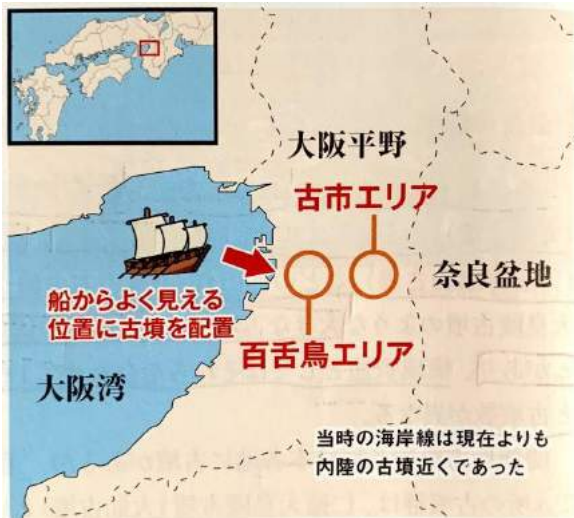 大阪平野
古市エリア
奈良盆地
船からよく見える
位置に古墳を配置
百舌鳥エリア
大阪湾
当時の海岸線は現在よりも
内陸の古墳近くであった